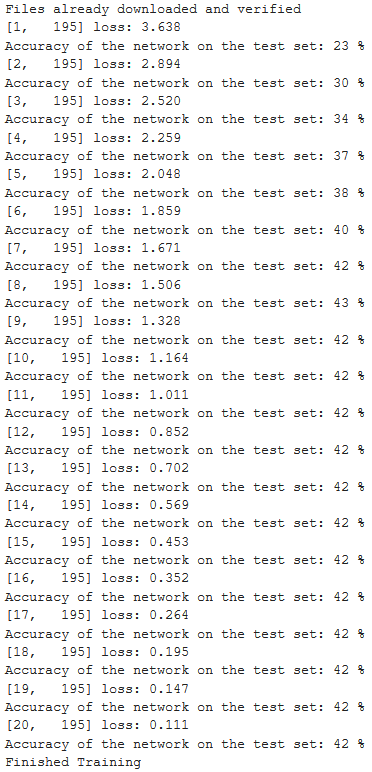 Files already downloaded and verified
[1,   195] loss: 3.638
Accuracy of the network on the test set: 23 %
[2,   195] loss: 2.894
Accuracy of the network on the test set: 30 %
[3,   195] loss: 2.520
Accuracy of the network on the test set: 34 %
[4,   195] loss: 2.259
Accuracy of the network on the test set: 37 %
[5,   195] loss: 2.048
Accuracy of the network on the test set: 38 %
[6,   195] loss: 1.859
Accuracy of the network on the test set: 40 %
[7,   195] loss: 1.671
Accuracy of the network on the test set: 42 %
[8,   195] loss: 1.506
Accuracy of the network on the test set: 43 %
[9,   195] loss: 1.328
Accuracy of the network on the test set: 42 %
[10,   195] loss: 1.164
Accuracy of the network on the test set: 42 %
[11,   195] loss: 1.011
Accuracy of the network on the test set: 42 %
[12,   195] loss: 0.852
Accuracy of the network on the test set: 42 %
[13,   195] loss: 0.702
Accuracy of the network on the test set: 42 %
[14,   195] loss: 0.569
Accuracy of the network on the test set: 42 %
[15,   195] loss: 0.453
Accuracy of the network on the test set: 42 %
[16,   195] loss: 0.352
Accuracy of the network on the test set: 42 %
[17,   195] loss: 0.264
Accuracy of the network on the test set: 42 %
[18,   195] loss: 0.195
Accuracy of the network on the test set: 42 %
[19,   195] loss: 0.147
Accuracy of the network on the test set: 42 %
[20,   195] loss: 0.111
Accuracy of the network on the test set: 42 %
Finished Training